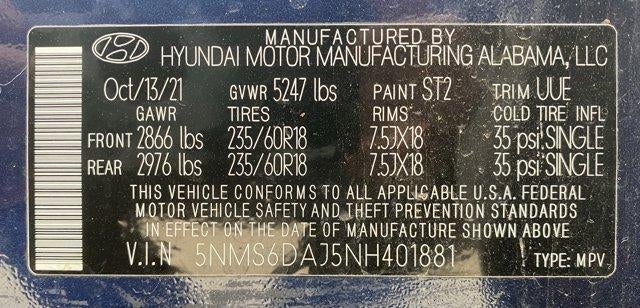 MANUFACTURED BY
HYUNDAI MOTOR MANUFACTURING ALABAMA, LLC
Oct/13/21 GVWR 5247 lbs PAINT ST2 TRIM UUE
GAWR TIRES RIMS COLD TIRE INFL
FRONT 2866 lbs 235/60R18 7.5JX18 35 psi SINGLE
REAR 2976 lbs 235/60R18 7.5JX18 35 psi SINGLE
THIS VEHICLE CONFORMS TO ALL APPLICABLE U.S.A. FEDERAL
MOTOR VEHICLE SAFETY AND THEFT PREVENTION STANDARDS
IN EFFECT ON THE DATE OF MANUFACTURE SHOWN ABOVE
V.I.N 5NMS6DAJ5NH401881 TYPE: MPV